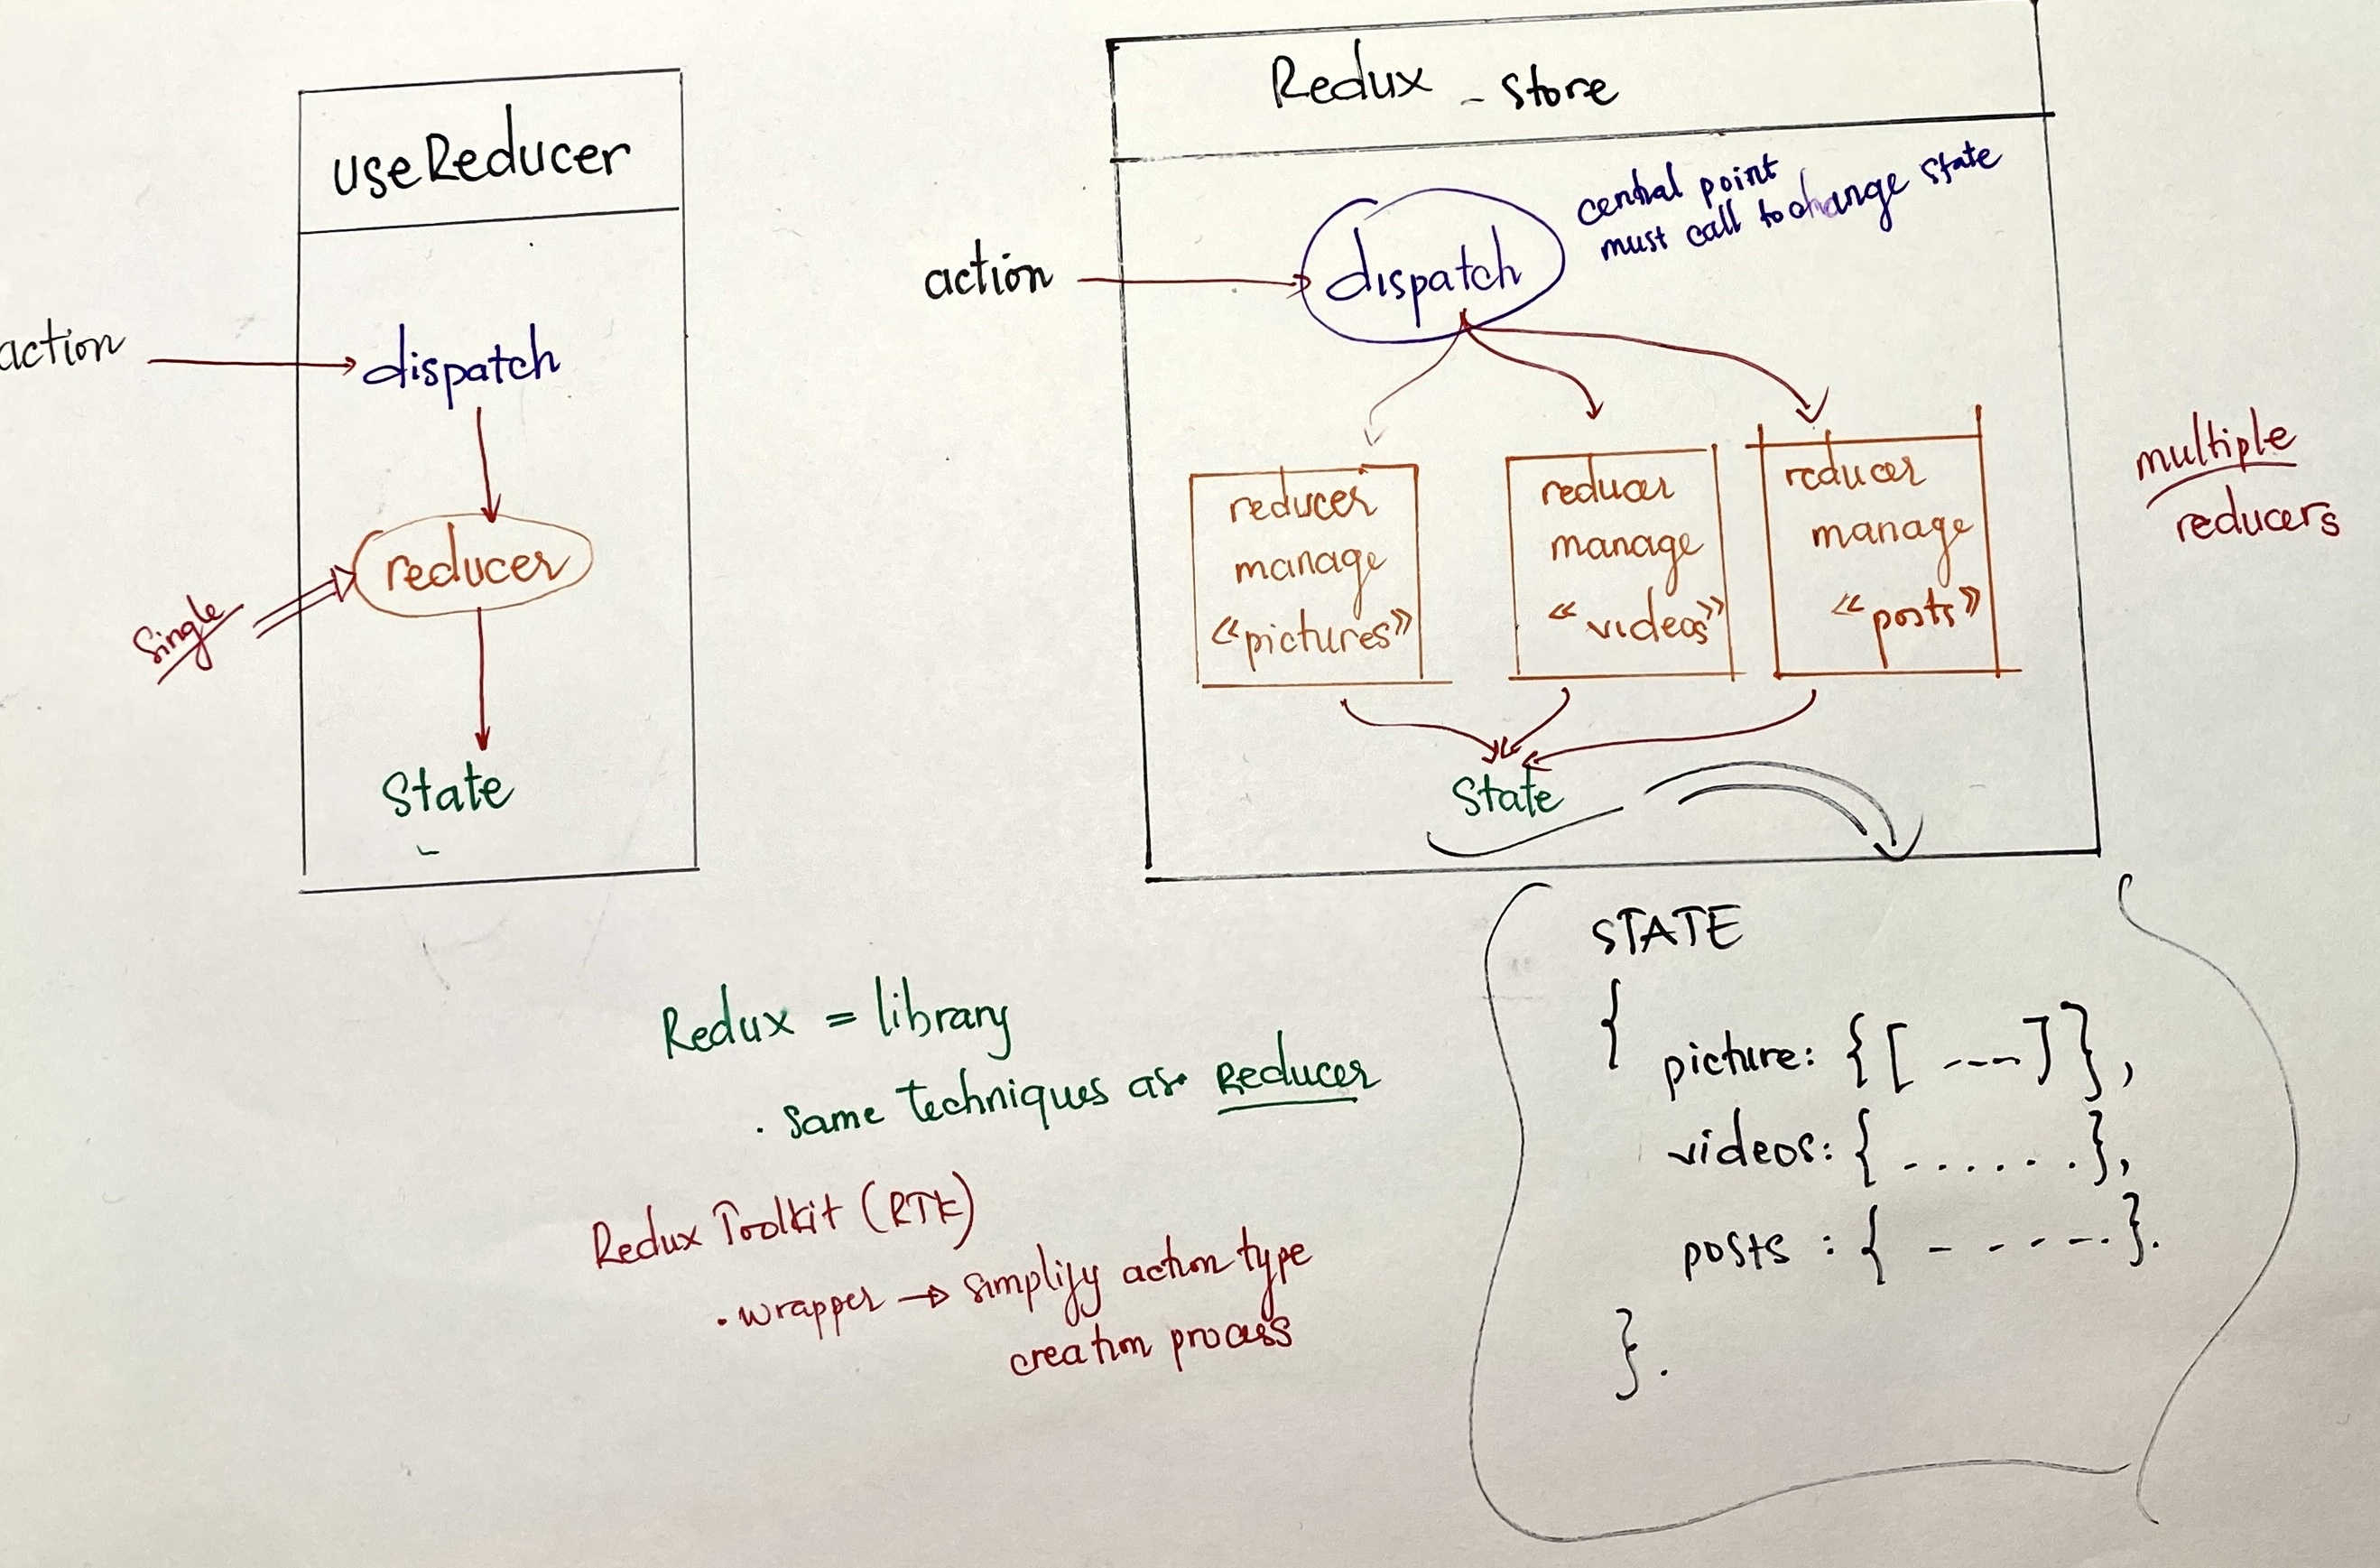 useReducer
action
dispatch
Single
reducer
State
Redux - store
central point
must call to change state
action
dispatch
reducer
manage
«pictures»
reducer
manage
«videos»
reducer
manage
«posts»
multiple
reducers
State
STATE
{
picture: {[ --- ]},
videos: { ...... },
posts : { - - - -- . }.
}.
Redux = library
. same techniques as Reducer
Redux Toolkit (RTK)
. wrapper → simplify action type
creation process